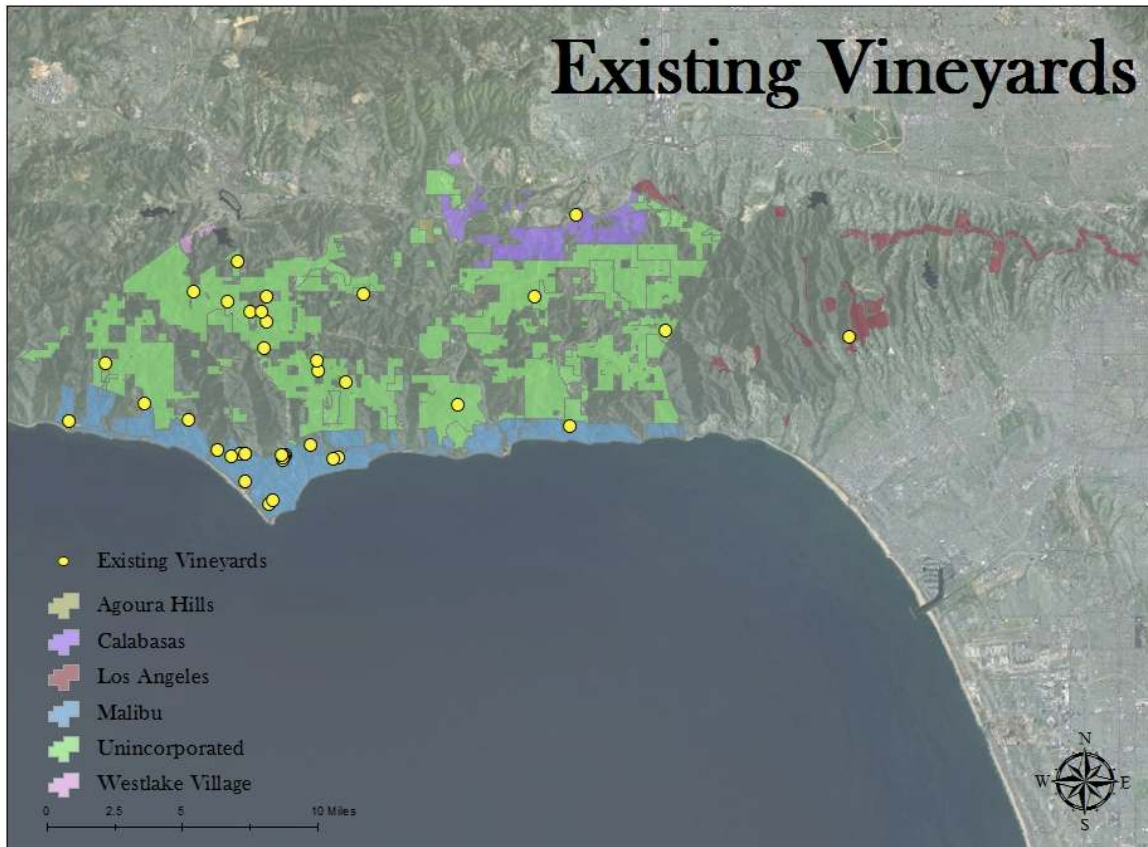 Existing Vineyards
Existing Vineyards
Agoura Hills
Calabasas
Los Angeles
Malibu
Unincorporated
Westlake Village
0 2.5 5 10 Miles
N
W E
S